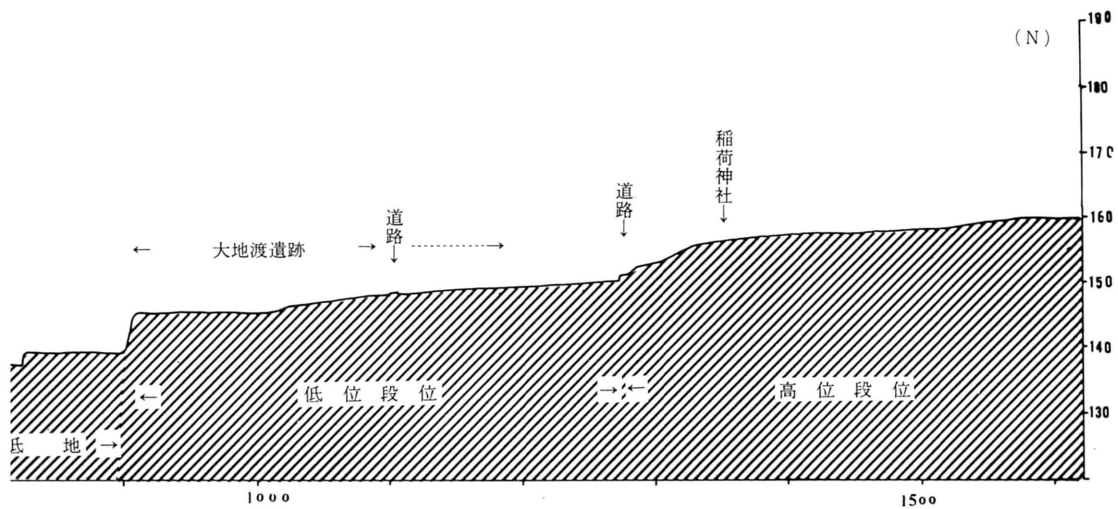 190
(N)
180
170
稲荷神社
↓
道路
↓
160
道路
↓
← 大地渡遺跡 → →
150
140
← 低位段位 → ← 高位段位
130
低 地 →
1000
1500